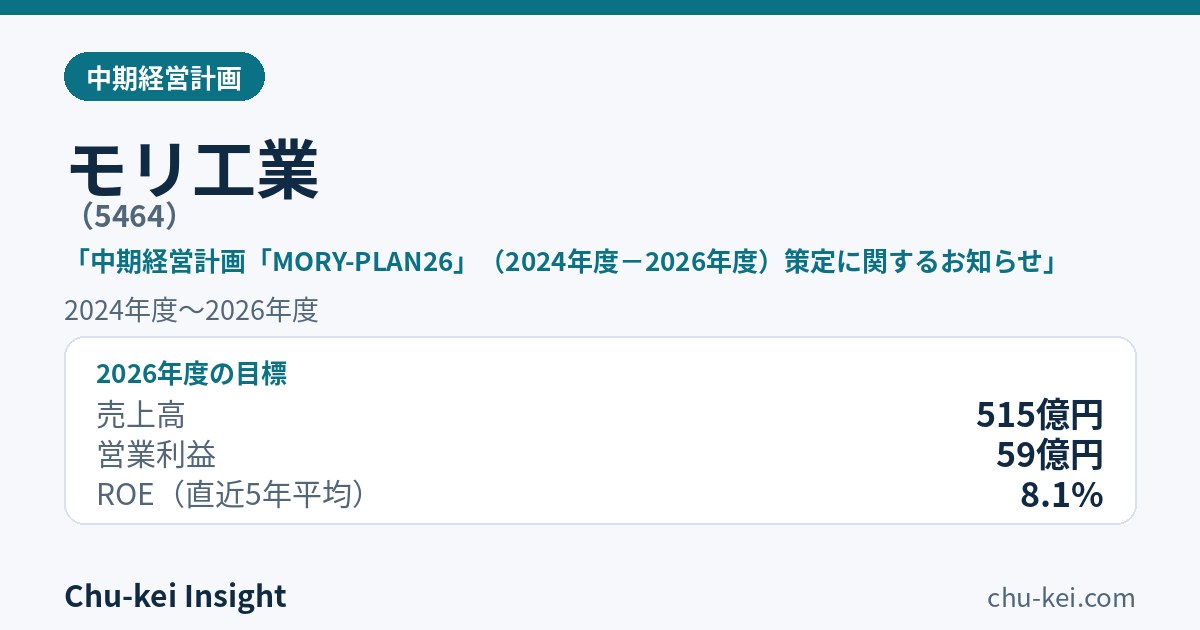 中期経営計画
モリ工業
（5464）
「中期経営計画「MORY-PLAN26」（2024年度－2026年度）策定に関するお知らせ」
2024年度～2026年度
2026年度の目標
売上高 515億円
営業利益 59億円
ROE（直近5年平均） 8.1%
Chu-kei Insight chu-kei.com